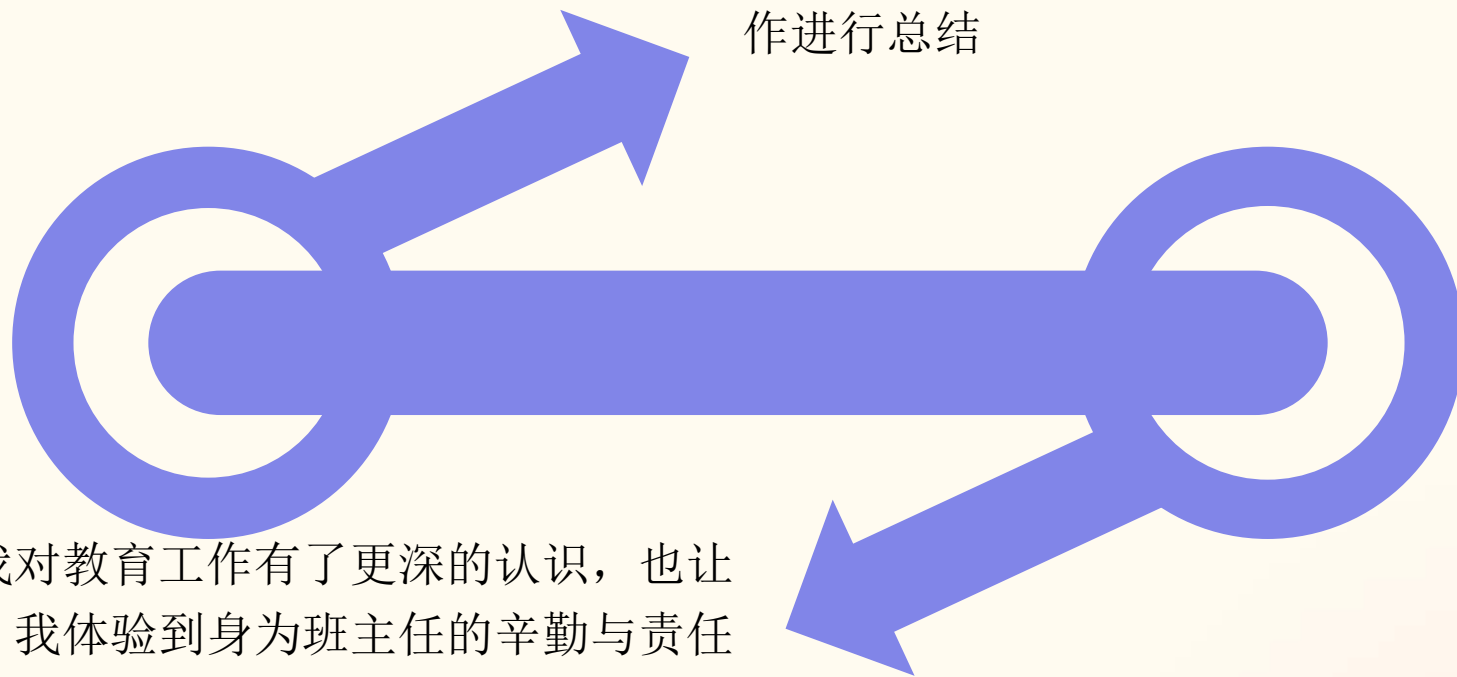 作进行总结
我对教育工作有了更深的认识，也让
我体验到身为班主任的辛勤与责任